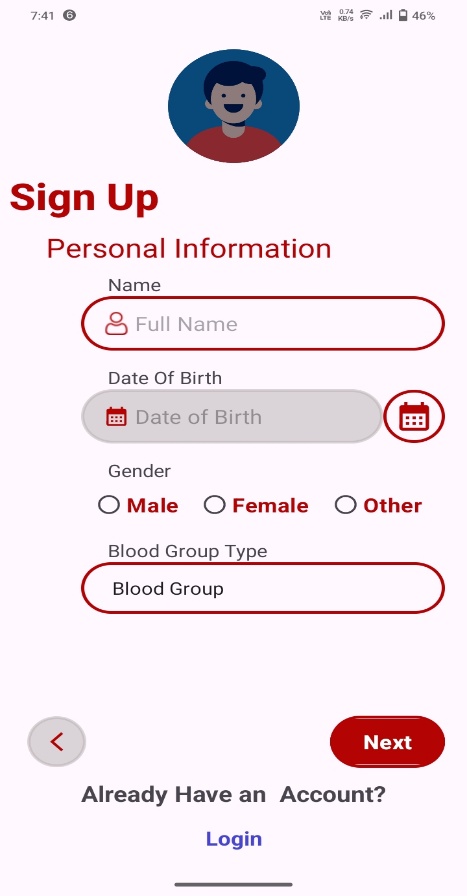 7:41 6 Vo) LTE 0.74 KB/s 46%
Sign Up
Personal Information
Name
Full Name
Date Of Birth
Date of Birth
Gender
Male Female Other
Blood Group Type
Blood Group
Next
Already Have an Account?
Login